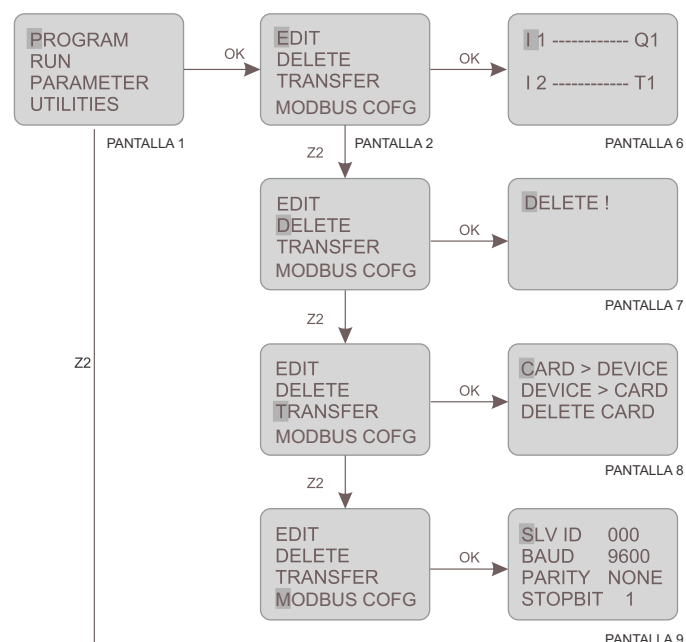 PROGRAM
RUN
PARAMETER
UTILITIES
PANTALLA 1
OK
EDIT
DELETE
TRANSFER
MODBUS COFG
PANTALLA 2
OK
I 1 ------------ Q1
I 2 ------------ T1
PANTALLA 6
Z2
EDIT
DELETE
TRANSFER
MODBUS COFG
OK
DELETE !
PANTALLA 7
Z2
Z2
EDIT
DELETE
TRANSFER
MODBUS COFG
OK
CARD > DEVICE
DEVICE > CARD
DELETE CARD
PANTALLA 8
Z2
EDIT
DELETE
TRANSFER
MODBUS COFG
OK
SLV ID 000
BAUD 9600
PARITY NONE
STOPBIT 1
PANTALLA 9